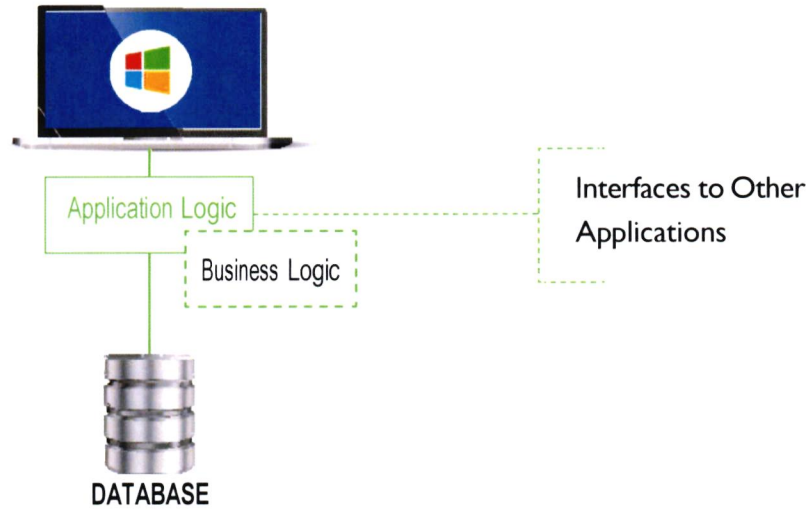 Application Logic
Business Logic
Interfaces to Other
Applications
DATABASE